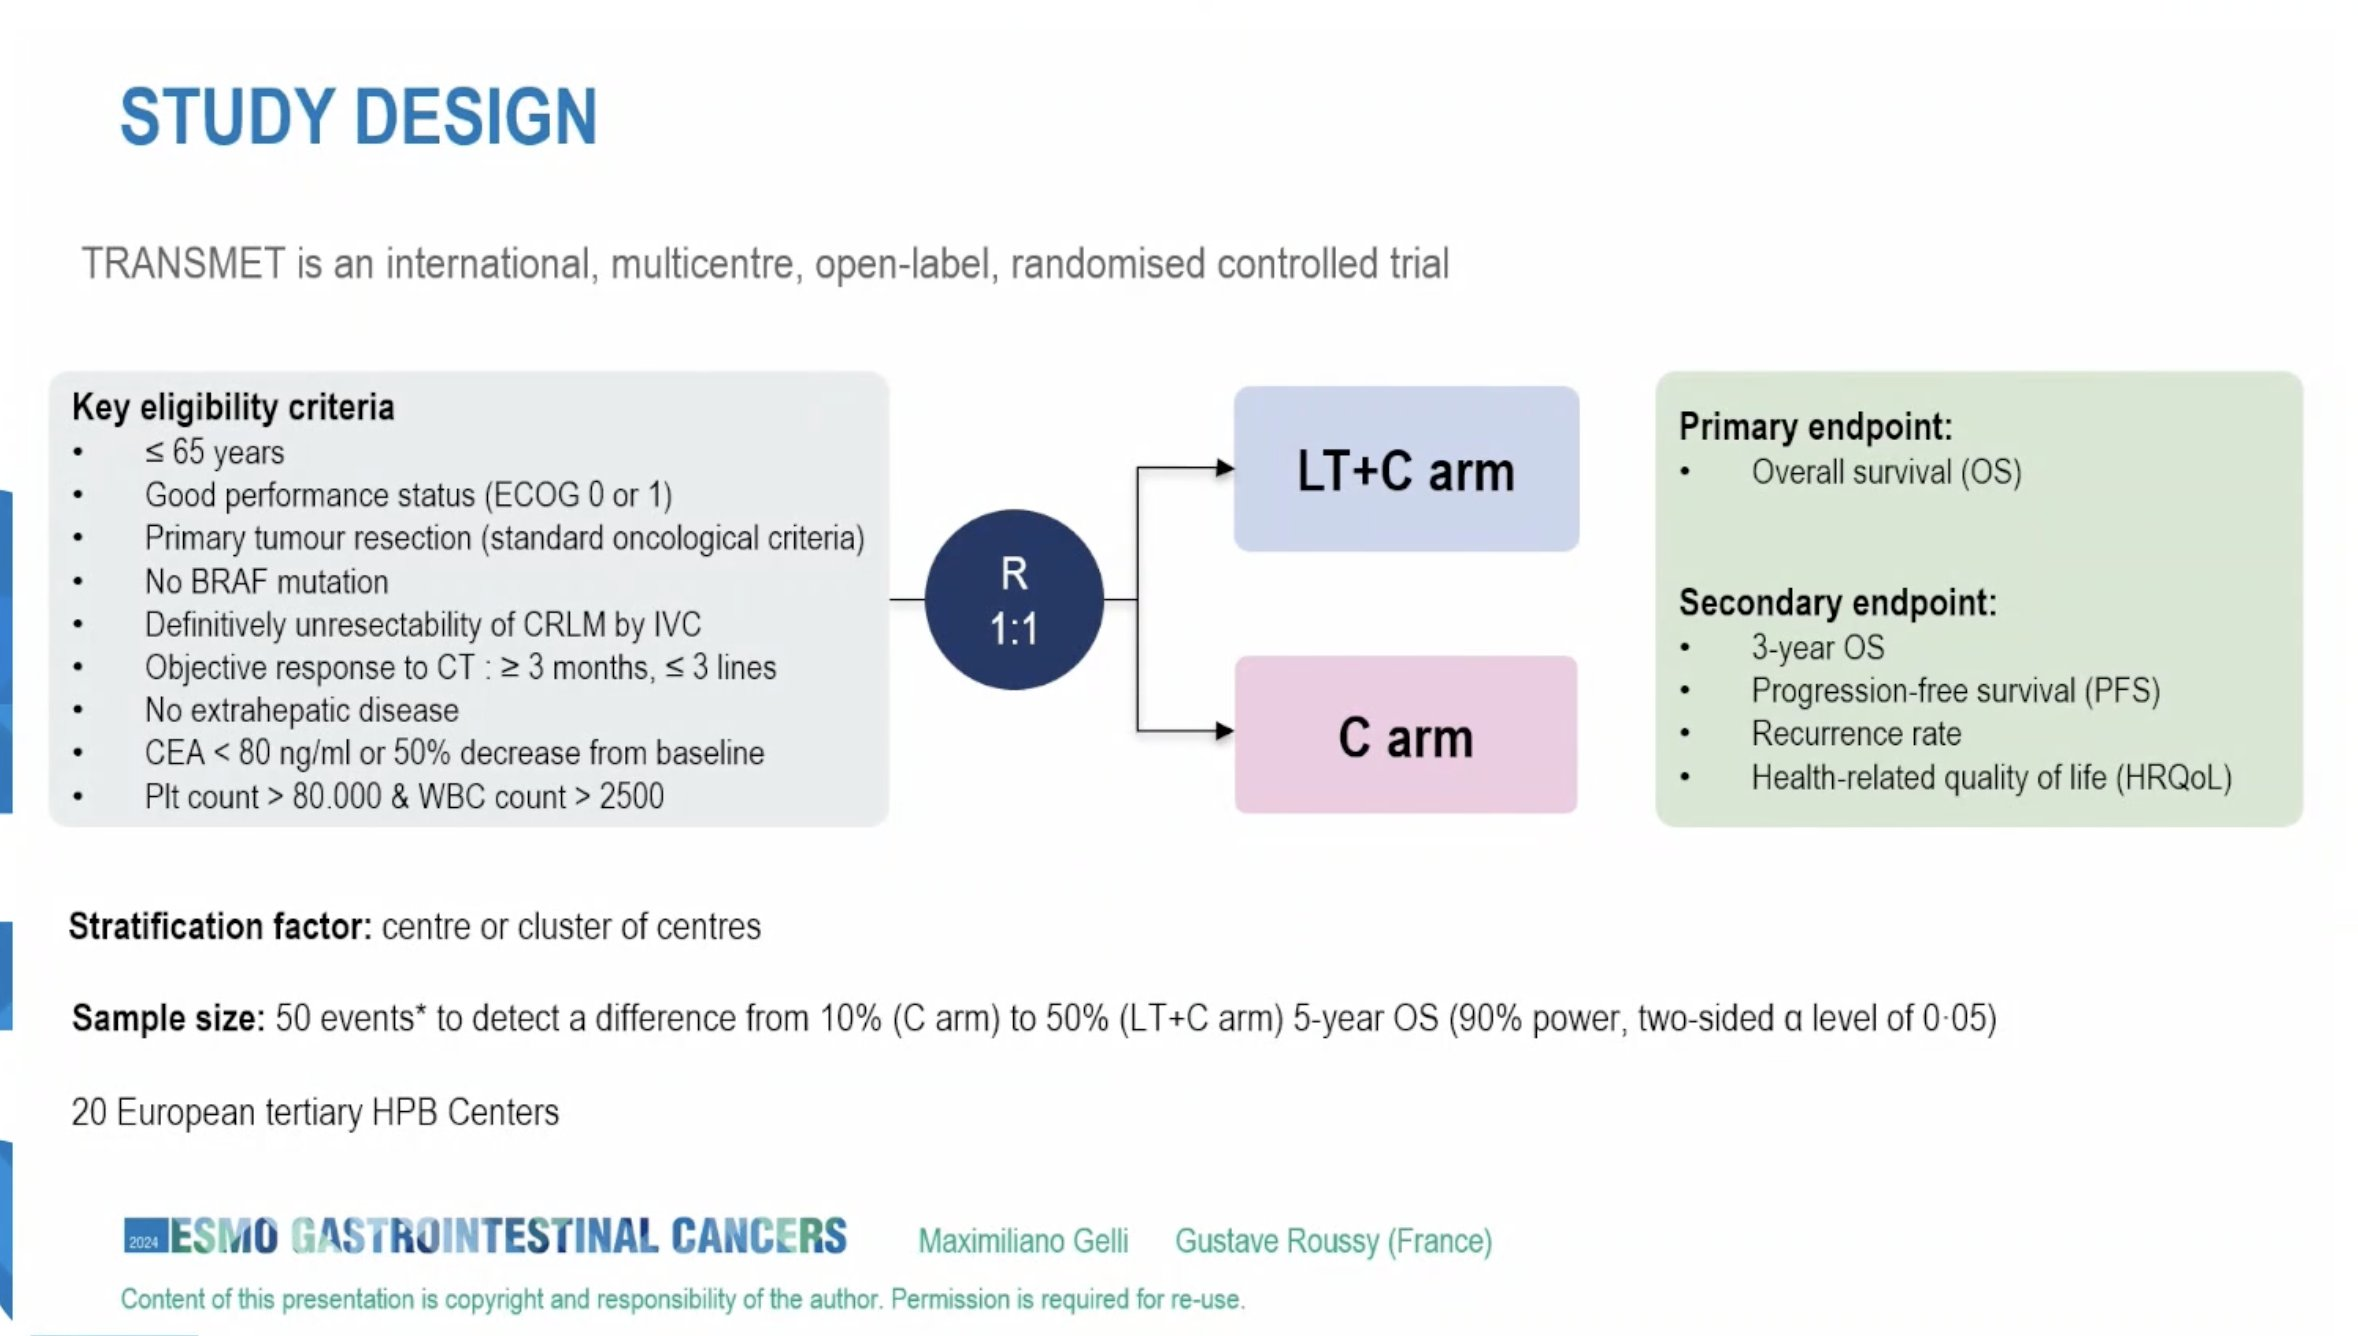 STUDY DESIGN
TRANSMET is an international, multicentre, open-label, randomised controlled trial
Key eligibility criteria
• ≤ 65 years
• Good performance status (ECOG 0 or 1)
• Primary tumour resection (standard oncological criteria)
• No BRAF mutation
• Definitively unresectability of CRLM by IVC
• Objective response to CT : ≥ 3 months, ≤ 3 lines
• No extrahepatic disease
• CEA < 80 ng/ml or 50% decrease from baseline
• Plt count > 80.000 & WBC count > 2500
R
1:1
LT+C arm
C arm
Primary endpoint:
• Overall survival (OS)
Secondary endpoint:
• 3-year OS
• Progression-free survival (PFS)
• Recurrence rate
• Health-related quality of life (HRQoL)
Stratification factor: centre or cluster of centres
Sample size: 50 events* to detect a difference from 10% (C arm) to 50% (LT+C arm) 5-year OS (90% power, two-sided α level of 0·05)
20 European tertiary HPB Centers
2024 ESMO GASTROINTESTINAL CANCERS
Maximiliano Gelli Gustave Roussy (France)
Content of this presentation is copyright and responsibility of the author. Permission is required for re-use.